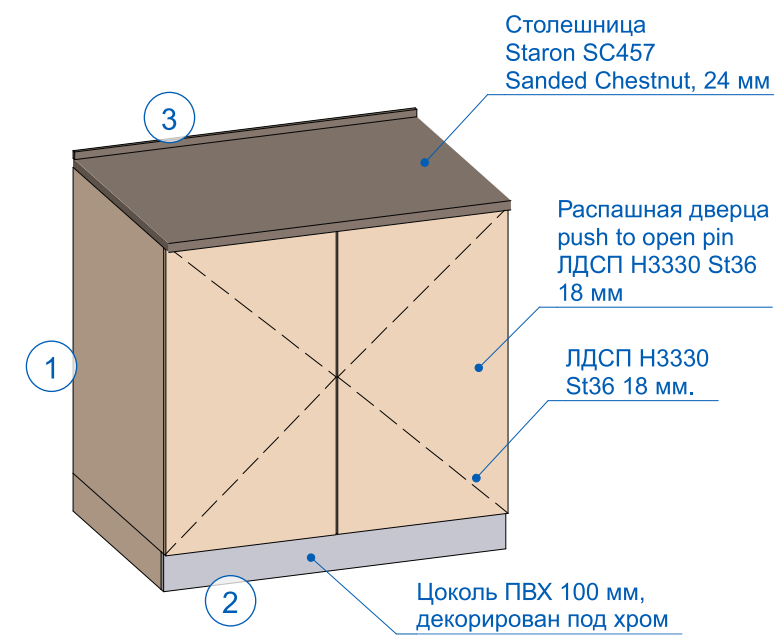 Столешница
Staron SC457
Sanded Chestnut, 24 мм
3
Распашная дверца
push to open pin
ЛДСП H3330 St36
18 мм
1
ЛДСП H3330
St36 18 мм.
2
Цоколь ПВХ 100 мм,
декорирован под хром